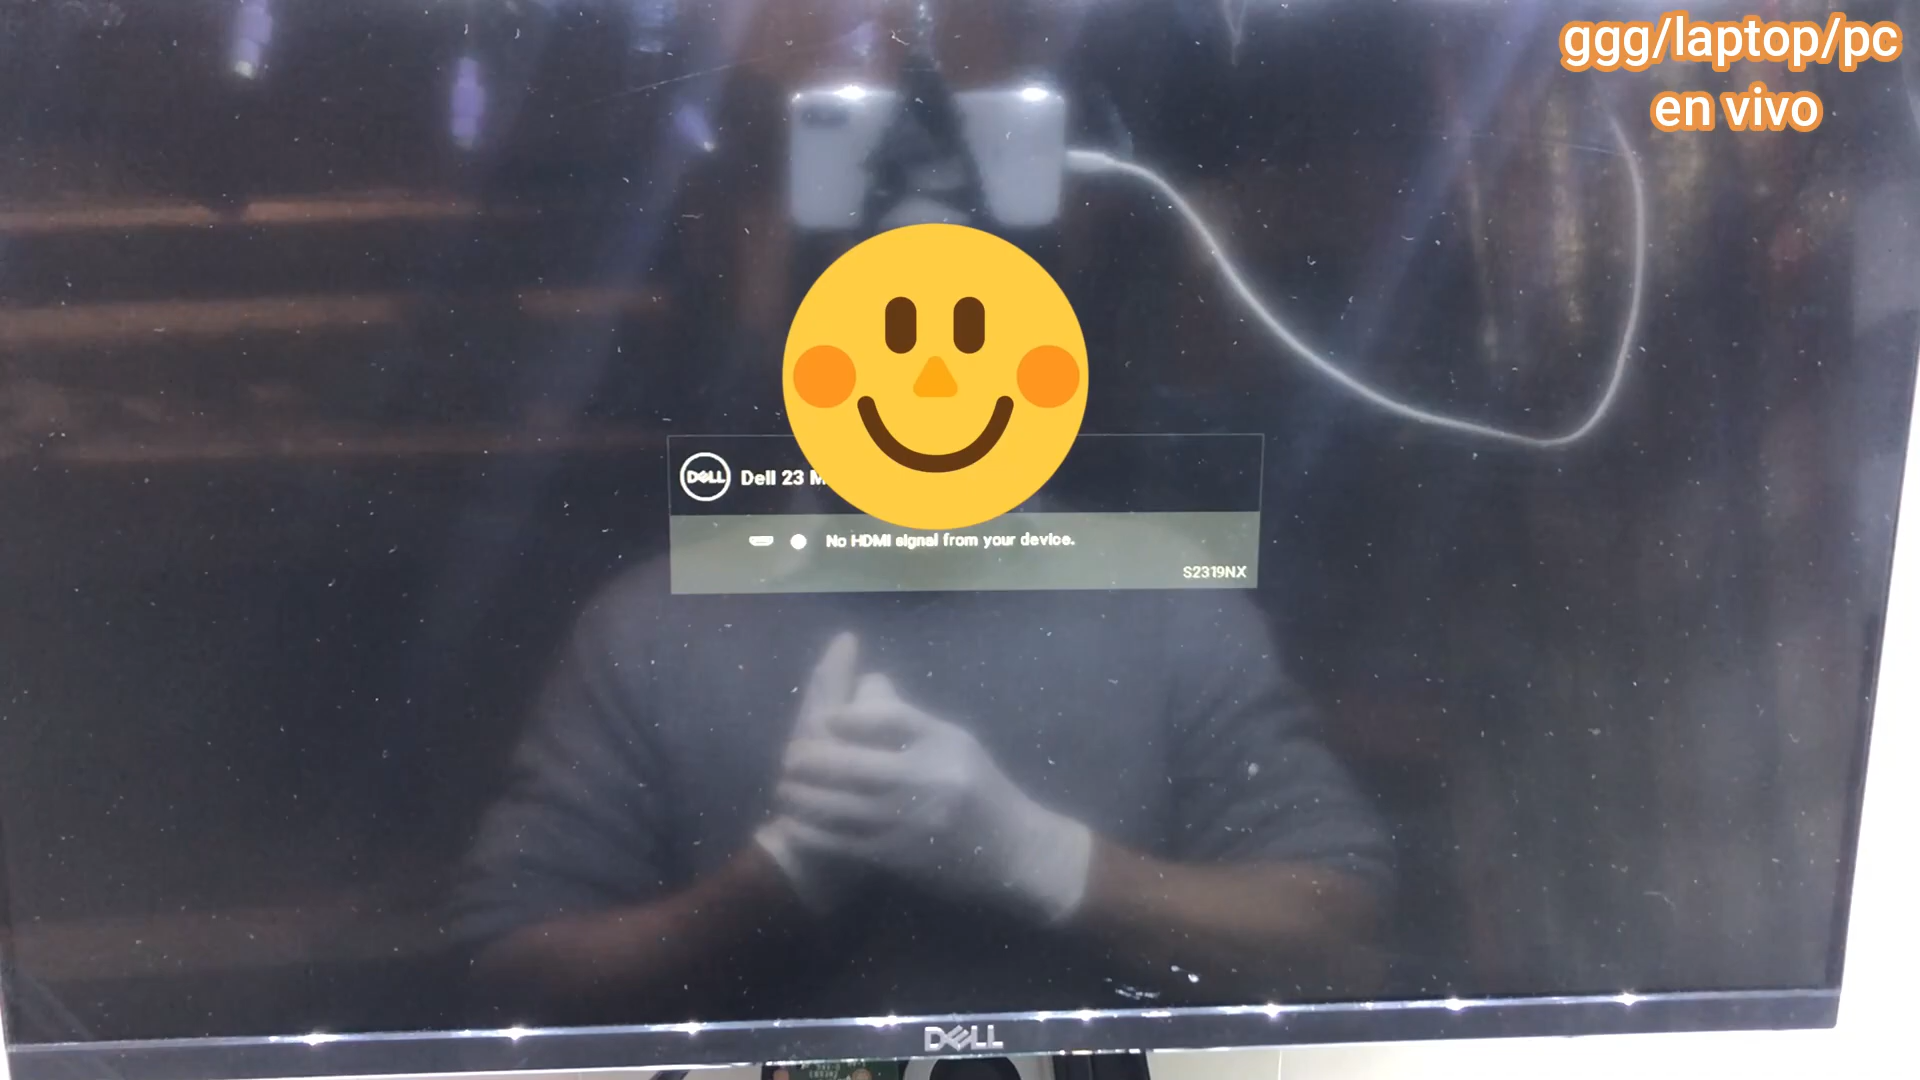 ggg/laptop/pc
en vivo
DELL
Dell 23
No HDMI signal from your device.
S2319NX
DELL